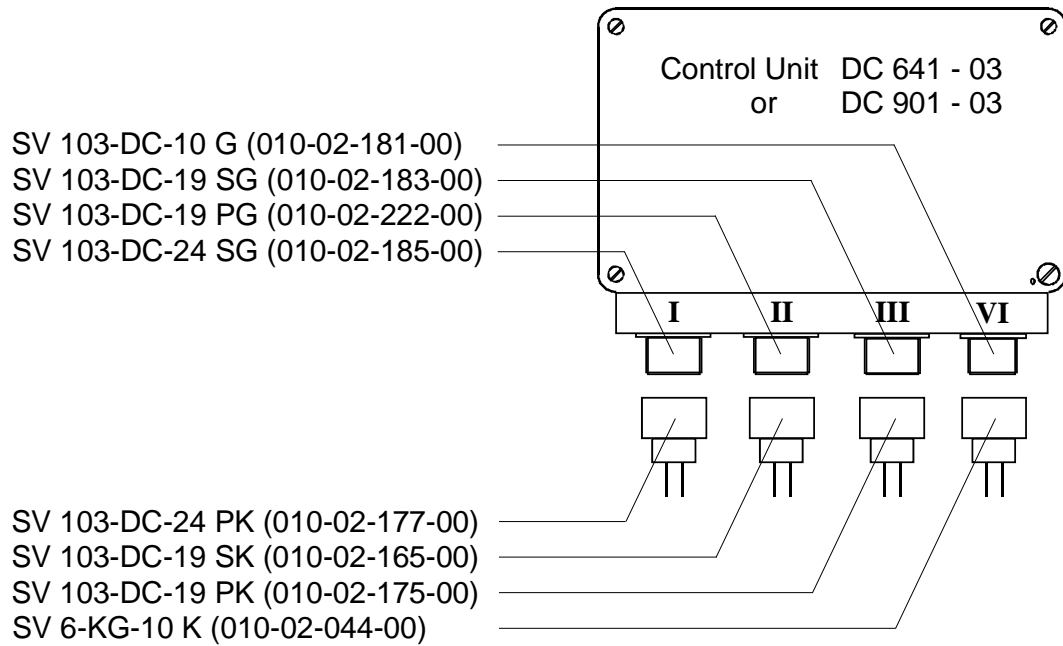 Control Unit DC 641 - 03
or DC 901 - 03
SV 103-DC-10 G (010-02-181-00)
SV 103-DC-19 SG (010-02-183-00)
SV 103-DC-19 PG (010-02-222-00)
SV 103-DC-24 SG (010-02-185-00)
I II III VI
SV 103-DC-24 PK (010-02-177-00)
SV 103-DC-19 SK (010-02-165-00)
SV 103-DC-19 PK (010-02-175-00)
SV 6-KG-10 K (010-02-044-00)